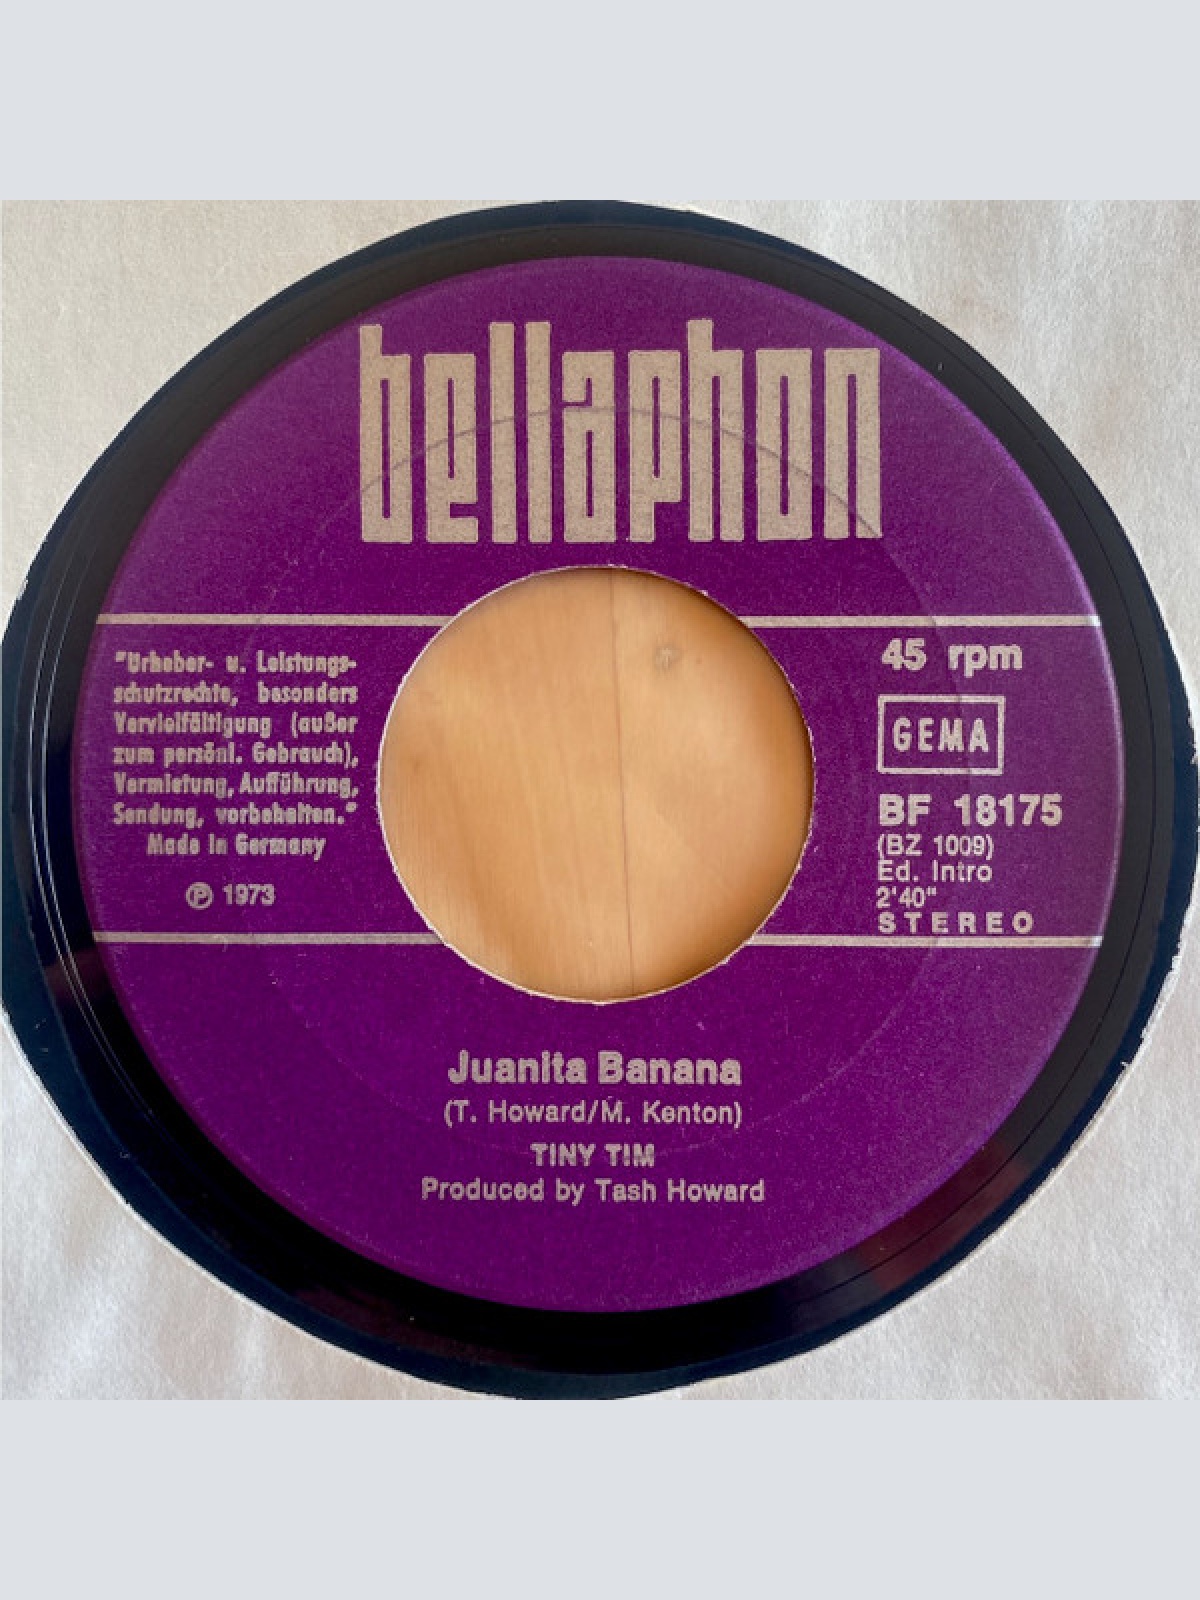 bellaphon
"Urheber- u. Leistungs-
schutzrechte, besonders
Vervielfältigung (außer
zum persönl. Gebrauch),
Vermietung, Aufführung,
Sendung, vorbehalten."
Made in Germany
℗ 1973
45 rpm
GEMA
BF 18175
(BZ 1009)
Ed. Intro
2'40"
STEREO
Juanita Banana
(T. Howard/M. Kenton)
TINY TIM
Produced by Tash Howard